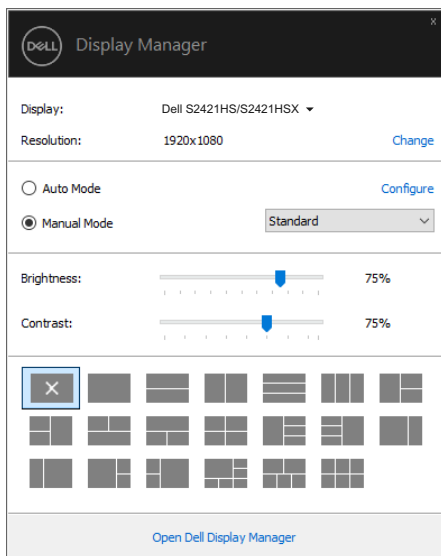 x
DELL Display Manager
Display: Dell S2421HS/S2421HSX
Resolution: 1920x1080 Change
Auto Mode Configure
Manual Mode Standard
Brightness: 75%
Contrast: 75%
Open Dell Display Manager